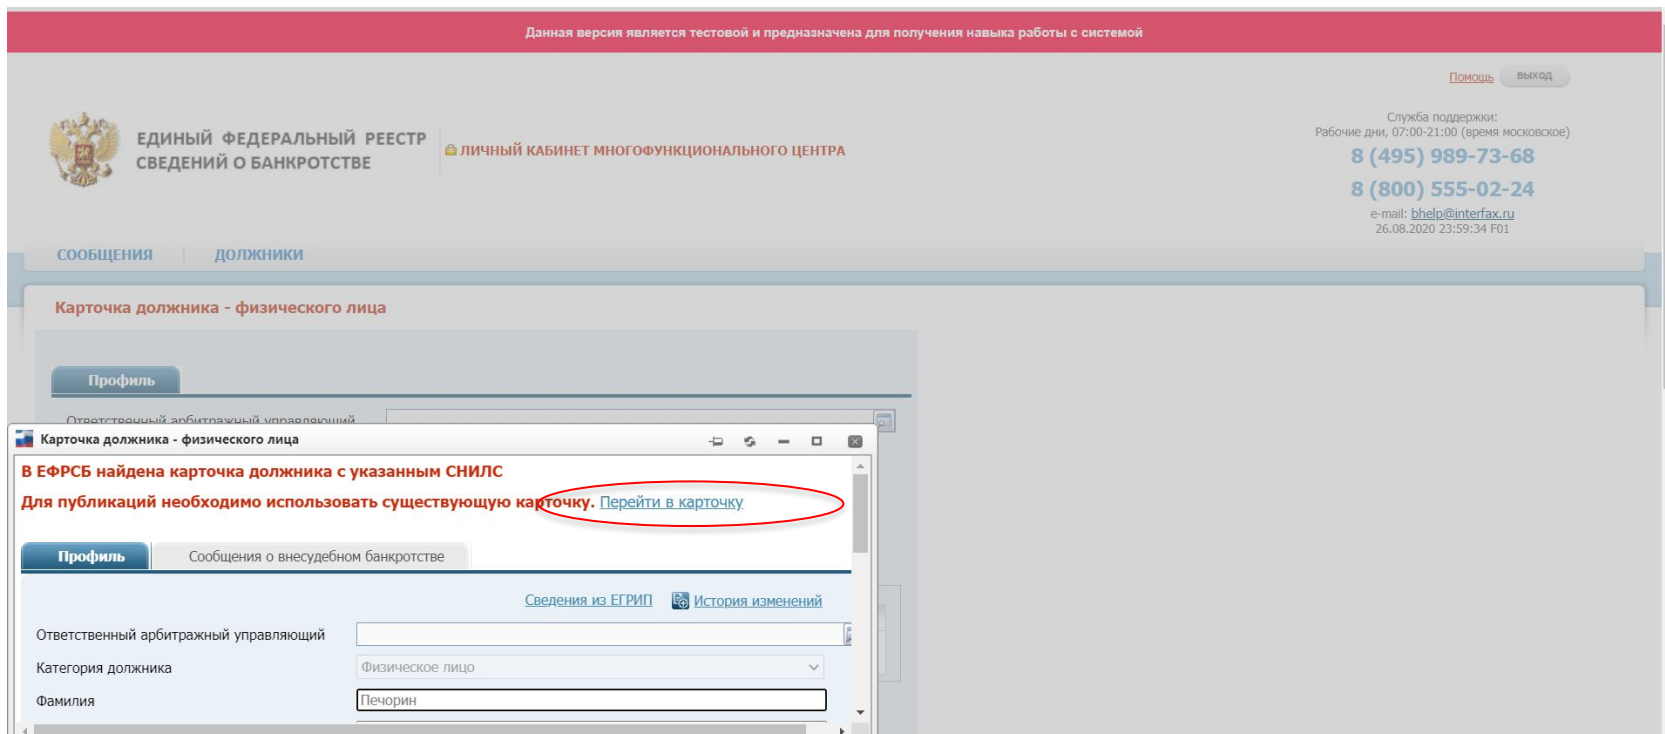 Данная версия является тестовой и предназначена для получения навыка работы с системой
Помощь
выход
ЕДИНЫЙ ФЕДЕРАЛЬНЫЙ РЕЕСТР
СВЕДЕНИЙ О БАНКРОТСТВЕ
ЛИЧНЫЙ КАБИНЕТ МНОГОФУНКЦИОНАЛЬНОГО ЦЕНТРА
Служба поддержки:
Рабочие дни, 07:00-21:00 (время московское)
8 (495) 989-73-68
8 (800) 555-02-24
e-mail: bhelp@interfax.ru
26.08.2020 23:59:34 F01
СООБЩЕНИЯ
ДОЛЖНИКИ
Карточка должника - физического лица
Профиль
Ответственный арбитражный управляющий
Карточка должника - физического лица
В ЕФРСБ найдена карточка должника с указанным СНИЛС
Для публикаций необходимо использовать существующую карточку. Перейти в карточку
Профиль
Сообщения о внесудебном банкротстве
Сведения из ЕГРИП
История изменений
Ответственный арбитражный управляющий
Категория должника
Физическое лицо
Фамилия
Печорин